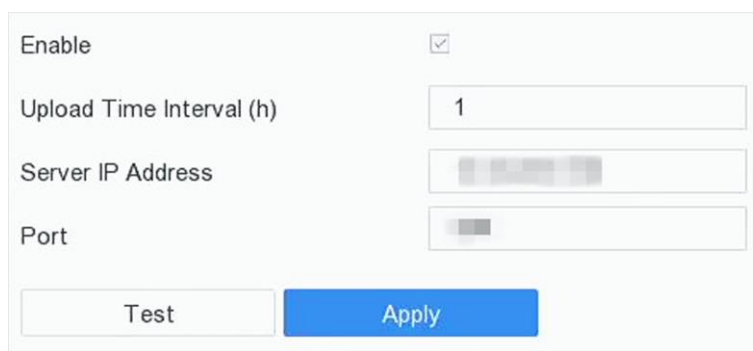 Enable
Upload Time Interval (h) 1
Server IP Address
Port
Test Apply